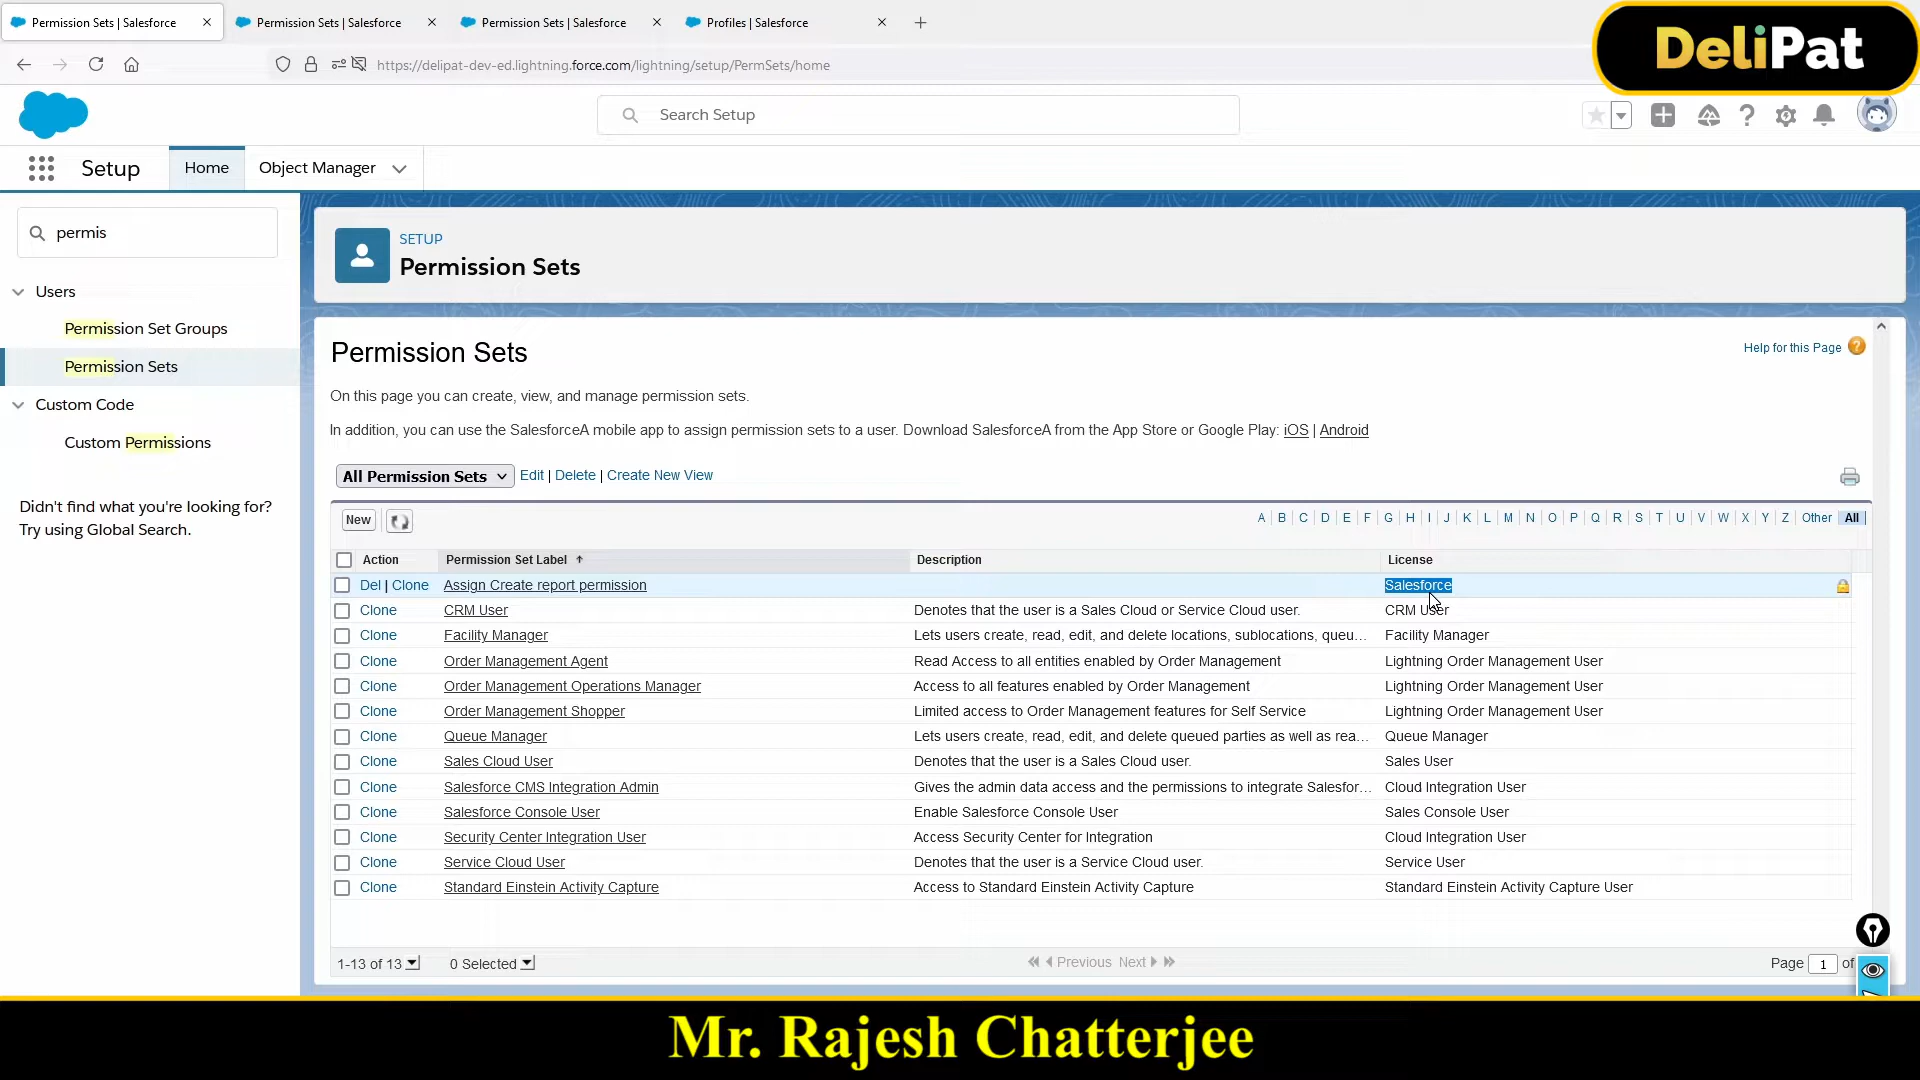 Permission Sets | Salesforce
Permission Sets | Salesforce
Permission Sets | Salesforce
Profiles | Salesforce
DeliPat
https://delipat-dev-ed.lightning.force.com/lightning/setup/PermSets/home
Search Setup
Setup
Home
Object Manager
permis
Users
Permission Set Groups
Permission Sets
Custom Code
Custom Permissions
Didn't find what you're looking for?
Try using Global Search.
SETUP
Permission Sets
Permission Sets
Help for this Page ?
On this page you can create, view, and manage permission sets.
In addition, you can use the SalesforceA mobile app to assign permission sets to a user. Download SalesforceA from the App Store or Google Play: iOS | Android
All Permission Sets Edit | Delete | Create New View
New A | B | C | D | E | F | G | H | I | J | K | L | M | N | O | P | Q | R | S | T | U | V | W | X | Y | Z | Other | All
Action Permission Set Label Description License
Del | Clone Assign Create report permission Salesforce
Clone CRM User Denotes that the user is a Sales Cloud or Service Cloud user. CRM User
Clone Facility Manager Lets users create, read, edit, and delete locations, sublocations, queu... Facility Manager
Clone Order Management Agent Read Access to all entities enabled by Order Management Lightning Order Management User
Clone Order Management Operations Manager Access to all features enabled by Order Management Lightning Order Management User
Clone Order Management Shopper Limited access to Order Management features for Self Service Lightning Order Management User
Clone Queue Manager Lets users create, read, edit, and delete queued parties as well as rea... Queue Manager
Clone Sales Cloud User Denotes that the user is a Sales Cloud user. Sales User
Clone Salesforce CMS Integration Admin Gives the admin data access and the permissions to integrate Salesfor... Cloud Integration User
Clone Salesforce Console User Enable Salesforce Console User Sales Console User
Clone Security Center Integration User Access Security Center for Integration Cloud Integration User
Clone Service Cloud User Denotes that the user is a Service Cloud user. Service User
Clone Standard Einstein Activity Capture Access to Standard Einstein Activity Capture Standard Einstein Activity Capture User
1-13 of 13 0 Selected Previous Next Page 1 of
Mr. Rajesh Chatterjee